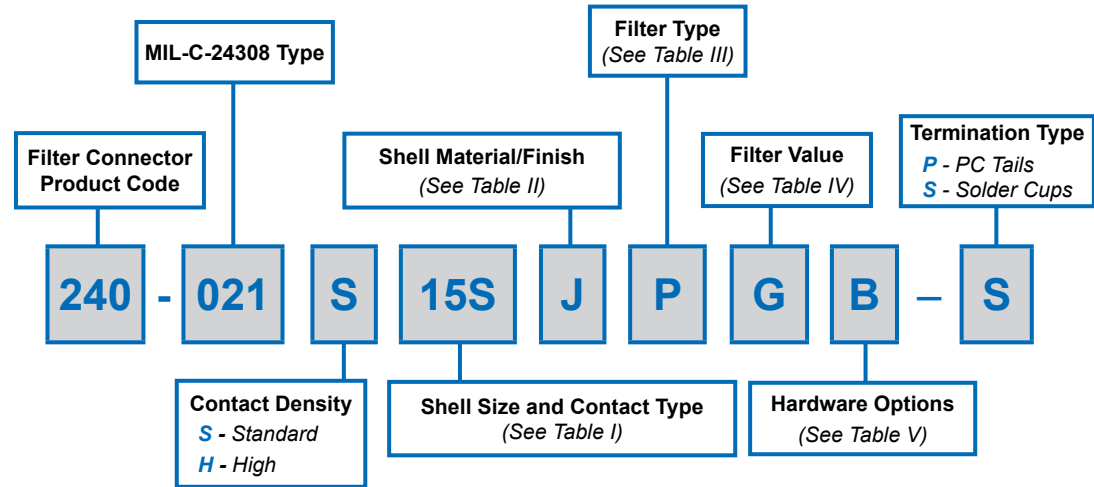 MIL-C-24308 Type
Filter Type
(See Table III)
Filter Connector
Product Code
Shell Material/Finish
(See Table II)
Filter Value
(See Table IV)
Termination Type
P - PC Tails
S - Solder Cups
240 - 021 S 15S J P G B – S
Contact Density
S - Standard
H - High
Shell Size and Contact Type
(See Table I)
Hardware Options
(See Table V)